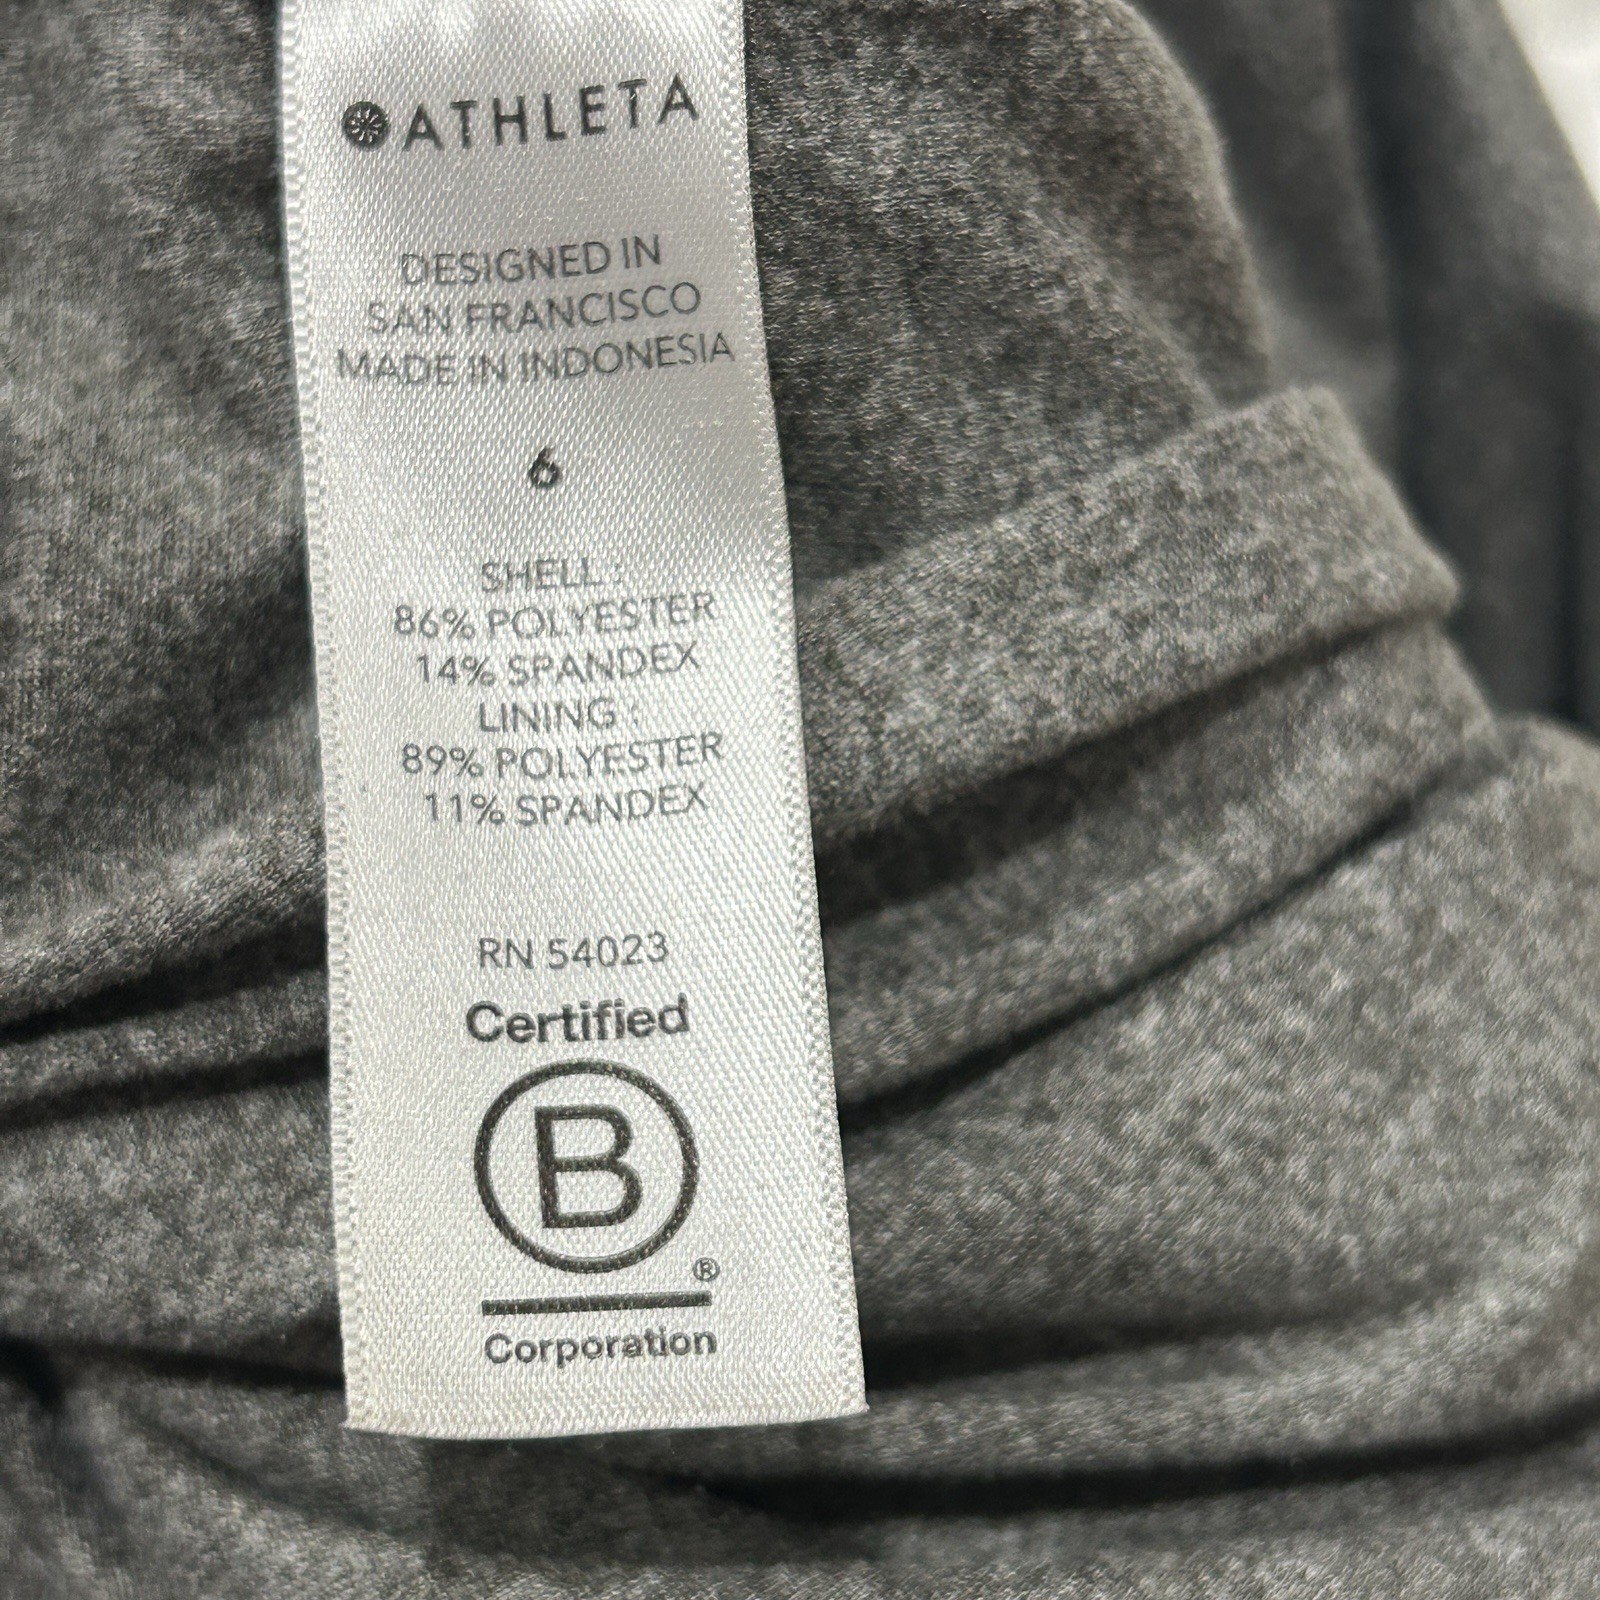 ATHLETA
DESIGNED IN
SAN FRANCISCO
MADE IN INDONESIA
6
SHELL :
86% POLYESTER
14% SPANDEX
LINING :
89% POLYESTER
11% SPANDEX
RN 54023
Certified
B
®
Corporation